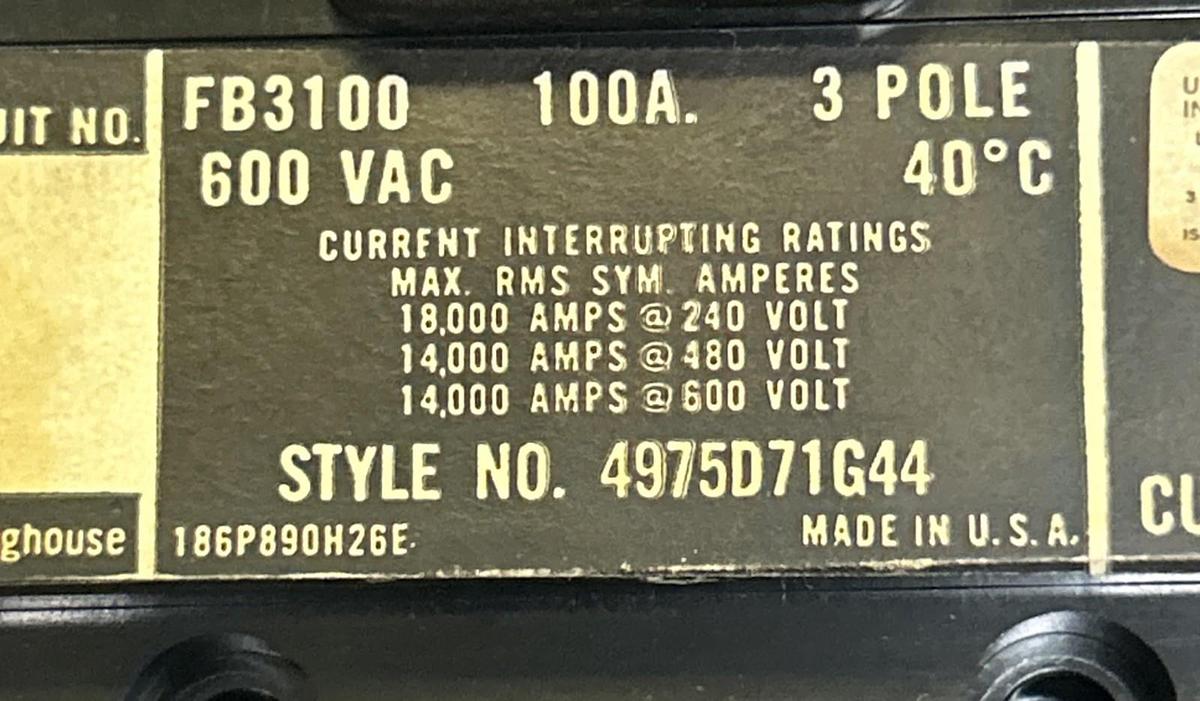 UIT NO.
FB3100 100A. 3 POLE
600 VAC 40°C
CURRENT INTERRUPTING RATINGS
MAX. RMS SYM. AMPERES
18,000 AMPS @ 240 VOLT
14,000 AMPS @ 480 VOLT
14,000 AMPS @ 600 VOLT
STYLE NO. 4975D71G44
ghouse
186P890H26E
MADE IN U.S.A.
CU